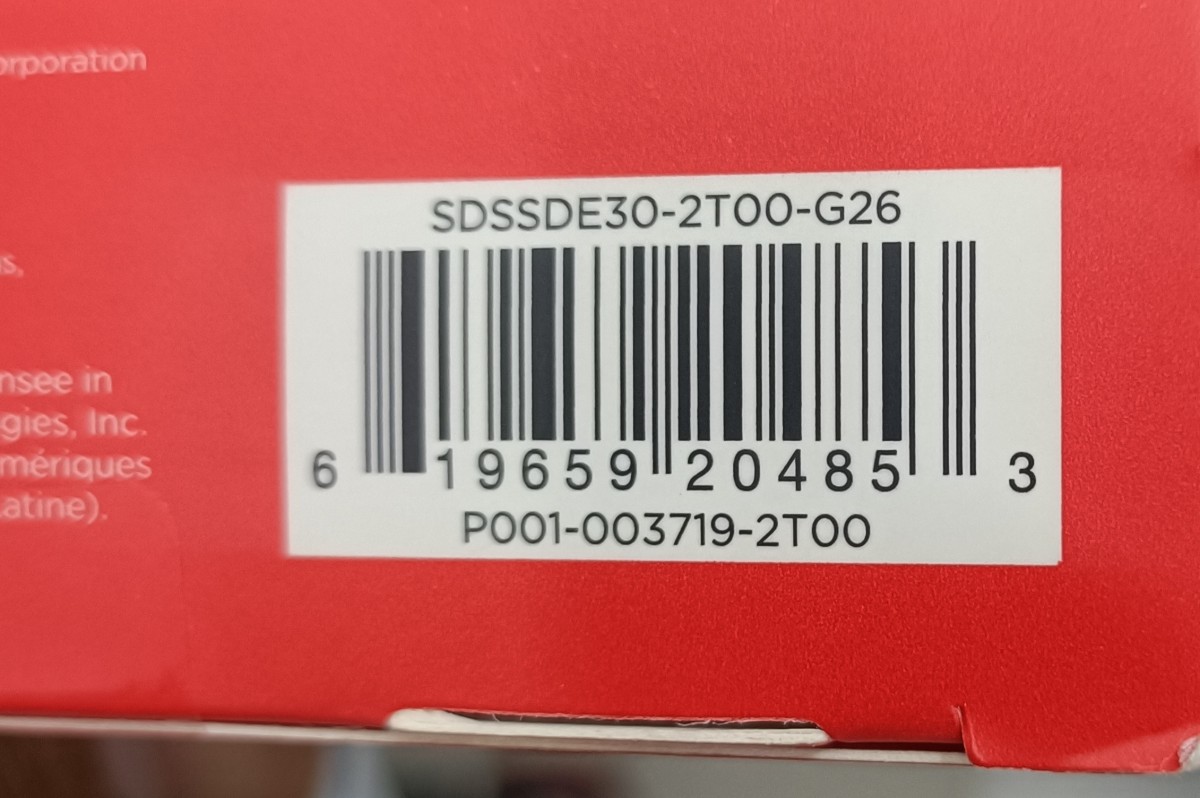 orporation
s,
nsee in
gies, Inc.
mériques
atine).
SDSSDE30-2T00-G26
6 19659 20485 3
P001-003719-2T00